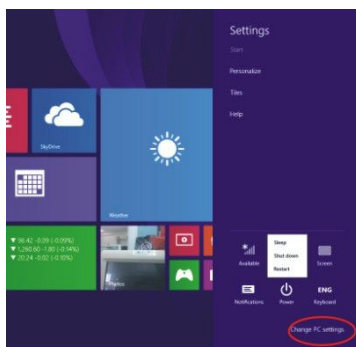 Settings
Start
Personalize
Tiles
Help
SkyDrive
Weather
▼ 98.42 -0.09 (-0.09%)
▼ 1,260.60 -1.80 (-0.14%)
▼ 20.24 -0.02 (-0.10%)
Photos
Available
Sleep
Shut down
Restart
Screen
Notifications
Power
ENG
Keyboard
Change PC settings